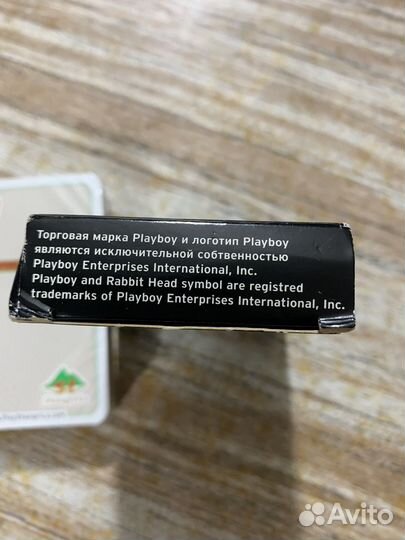 Торговая марка Playboy и логотип Playboy
являются исключительной собтвенностью
Playboy Enterprises International, Inc.
Playboy and Rabbit Head symbol are registred
trademarks of Playboy Enterprises International, Inc.
Avito